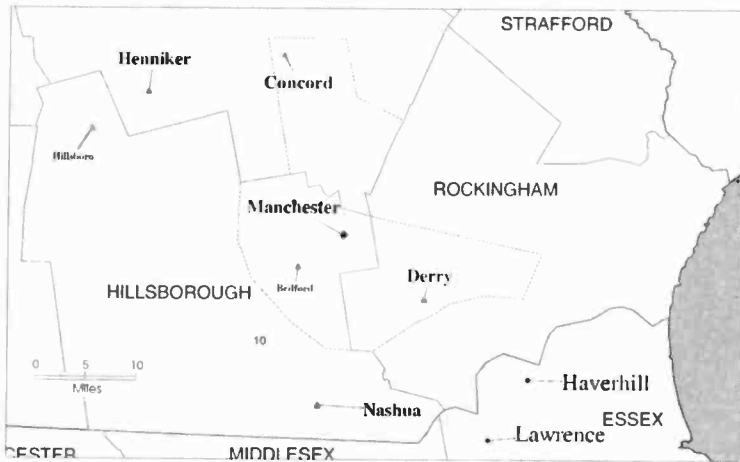 STRAFFORD
Henniker
Concord
Hillsboro
ROCKINGHAM
Manchester
Derry
HILLSBOROUGH
Bedford
10
0 5 10
Miles
Haverhill
Nashua
ESSEX
Lawrence
CESTER
MIDDLESEX